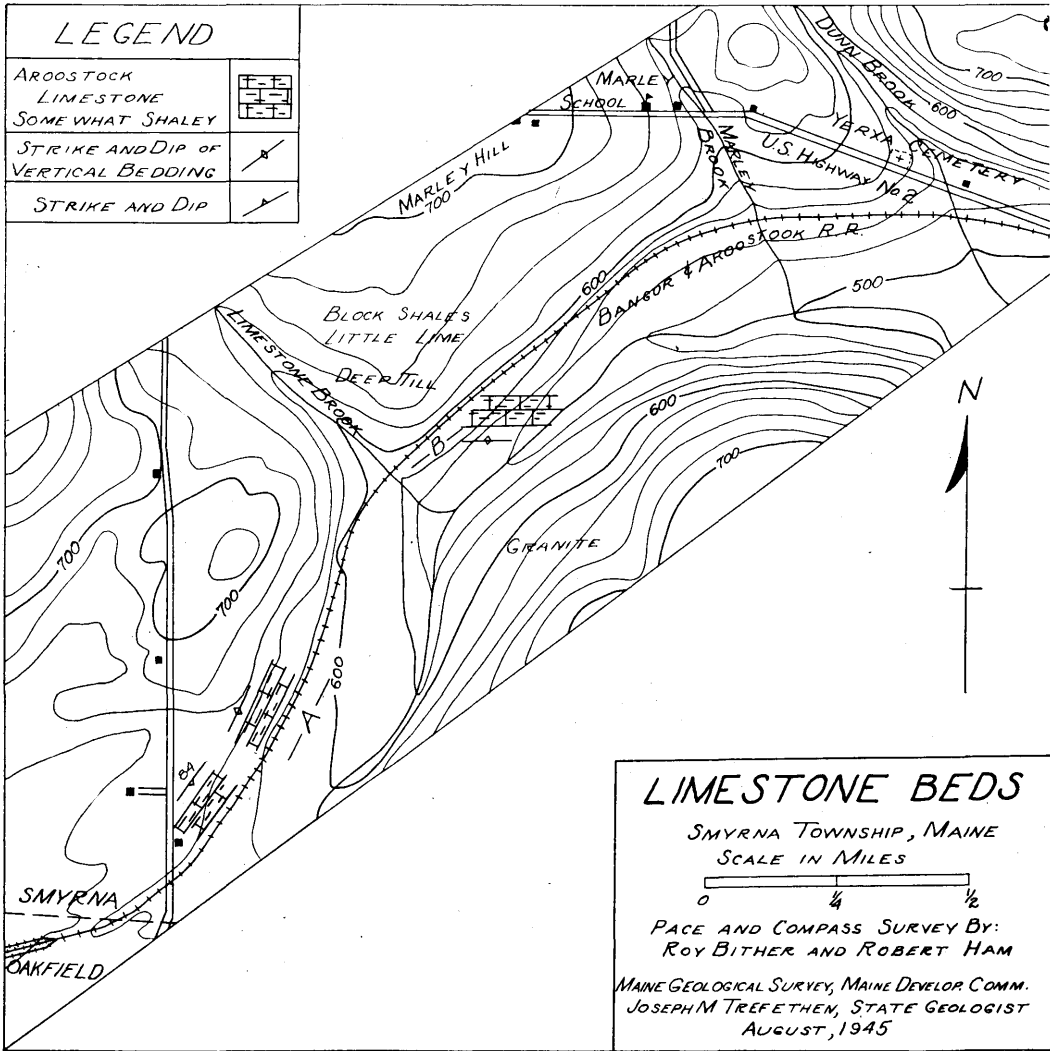 LEGEND
AROOSTOCK
LIMESTONE
SOMEWHAT SHALEY
STRIKE AND DIP OF
VERTICAL BEDDING
STRIKE AND DIP
DUNN BROOK
700
600
MARLEY
SCHOOL
MARLEY BROOK
YERXA CEMETERY
U.S. HIGHWAY No 2
MARLEY HILL
700
BANGOR & AROOSTOOK R.R.
600
500
BLOCK SHALES
LITTLE LIME
LIMESTONE BROOK
DEER TILL
600
B
700
N
GRANITE
700
700
600
A
84
SMYRNA
OAKFIELD
LIMESTONE BEDS
SMYRNA TOWNSHIP, MAINE
SCALE IN MILES
0 1/4 1/2
PACE AND COMPASS SURVEY BY:
ROY BITHER AND ROBERT HAM
MAINE GEOLOGICAL SURVEY, MAINE DEVELOP. COMM.
JOSEPH M TREFETHEN, STATE GEOLOGIST
AUGUST, 1945